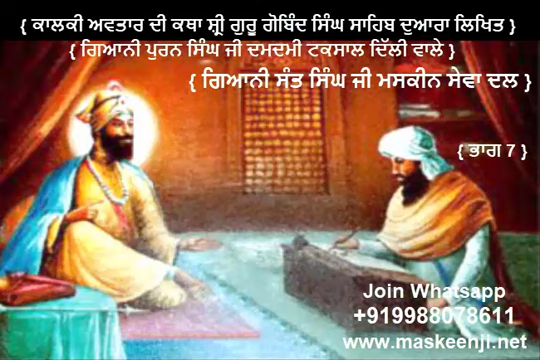 { ਕਾਲਕੀ ਅਵਤਾਰ ਦੀ ਕਥਾ ਸ਼੍ਰੀ ਗੁਰੂ ਗੋਬਿੰਦ ਸਿੰਘ ਸਾਹਿਬ ਦੁਆਰਾ ਲਿਖਿਤ }
{ ਗਿਆਨੀ ਪੁਰਨ ਸਿੰਘ ਜੀ ਦਮਦਮੀ ਟਕਸਾਲ ਦਿੱਲੀ ਵਾਲੇ }
{ ਗਿਆਨੀ ਸੰਤ ਸਿੰਘ ਜੀ ਮਸਕੀਨ ਸੇਵਾ ਦਲ }
{ ਭਾਗ 7 }
Join Whatsapp
+919988078611
www.maskeenji.net